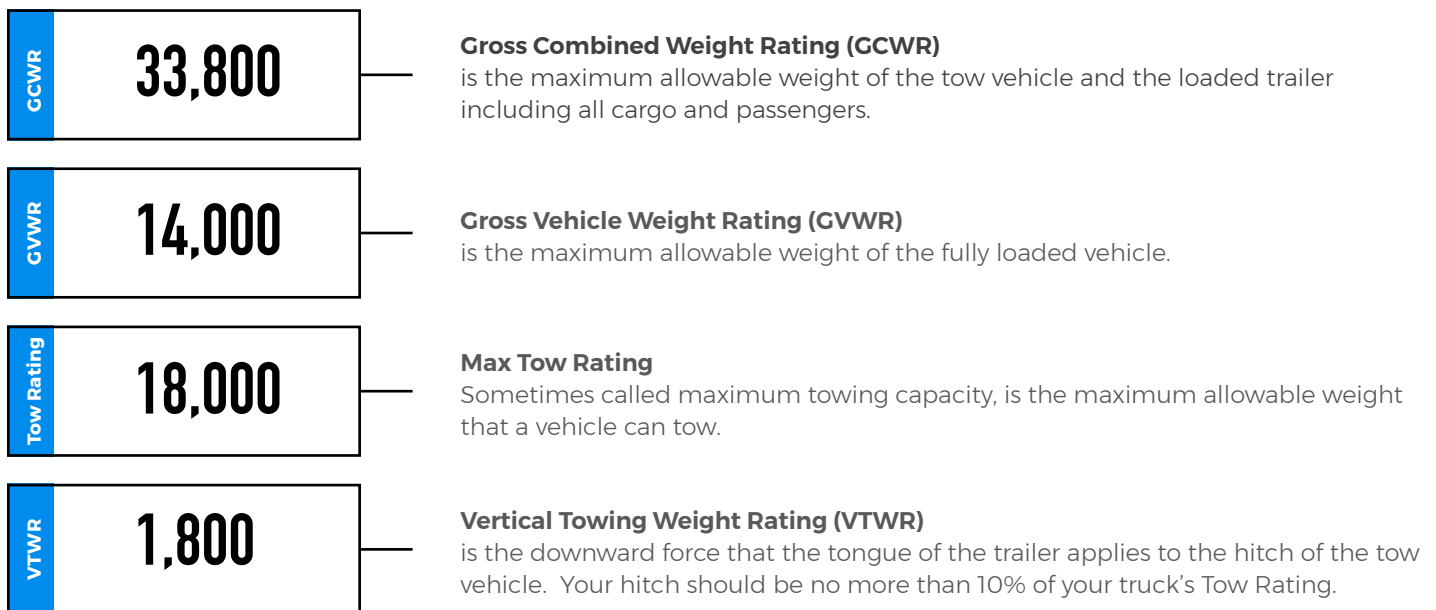 GCWR
33,800
Gross Combined Weight Rating (GCWR)
is the maximum allowable weight of the tow vehicle and the loaded trailer
including all cargo and passengers.
GVWR
14,000
Gross Vehicle Weight Rating (GVWR)
is the maximum allowable weight of the fully loaded vehicle.
Tow Rating
18,000
Max Tow Rating
Sometimes called maximum towing capacity, is the maximum allowable weight
that a vehicle can tow.
VTWR
1,800
Vertical Towing Weight Rating (VTWR)
is the downward force that the tongue of the trailer applies to the hitch of the tow
vehicle.  Your hitch should be no more than 10% of your truck's Tow Rating.